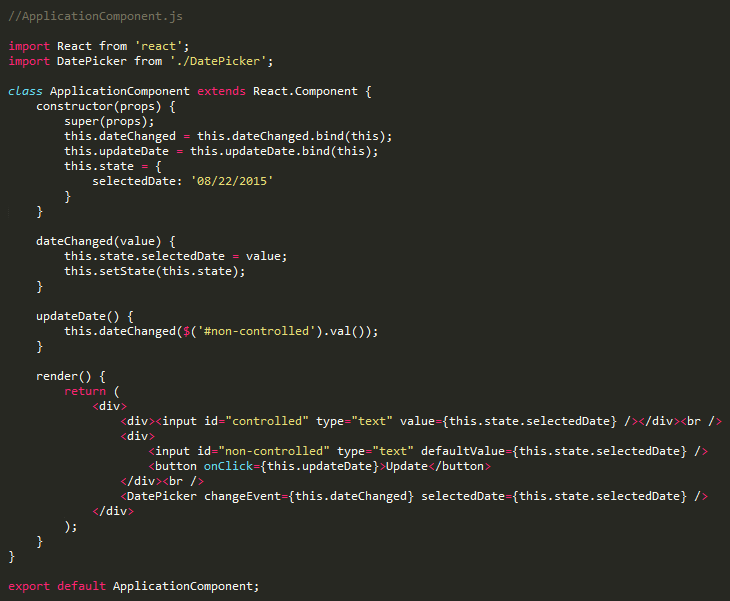 //ApplicationComponent.js

import React from 'react';
import DatePicker from './DatePicker';

class ApplicationComponent extends React.Component {
    constructor(props) {
        super(props);
        this.dateChanged = this.dateChanged.bind(this);
        this.updateDate = this.updateDate.bind(this);
        this.state = {
            selectedDate: '08/22/2015'
        }
    }

    dateChanged(value) {
        this.state.selectedDate = value;
        this.setState(this.state);
    }

    updateDate() {
        this.dateChanged($('#non-controlled').val());
    }

    render() {
        return (
            <div>
                <div><input id="controlled" type="text" value={this.state.selectedDate} /></div><br />
                <div>
                    <input id="non-controlled" type="text" defaultValue={this.state.selectedDate} />
                    <button onClick={this.updateDate}>Update</button>
                </div><br />
                <DatePicker changeEvent={this.dateChanged} selectedDate={this.state.selectedDate} />
            </div>
        );
    }
}

export default ApplicationComponent;